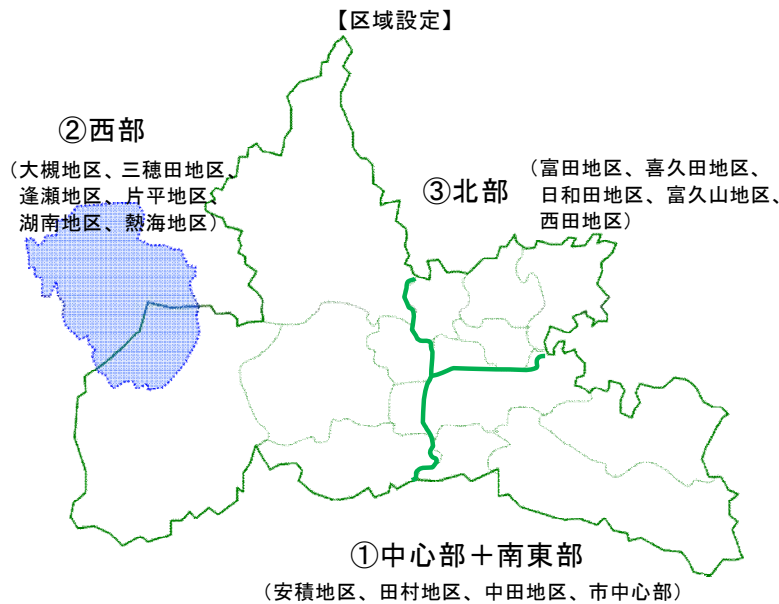 【区域設定】
②西部
(大槻地区、三穂田地区、
逢瀬地区、片平地区、
湖南地区、熱海地区)
③北部
(富田地区、喜久田地区、
日和田地区、富久山地区、
西田地区)
①中心部+南東部
(安積地区、田村地区、中田地区、市中心部)